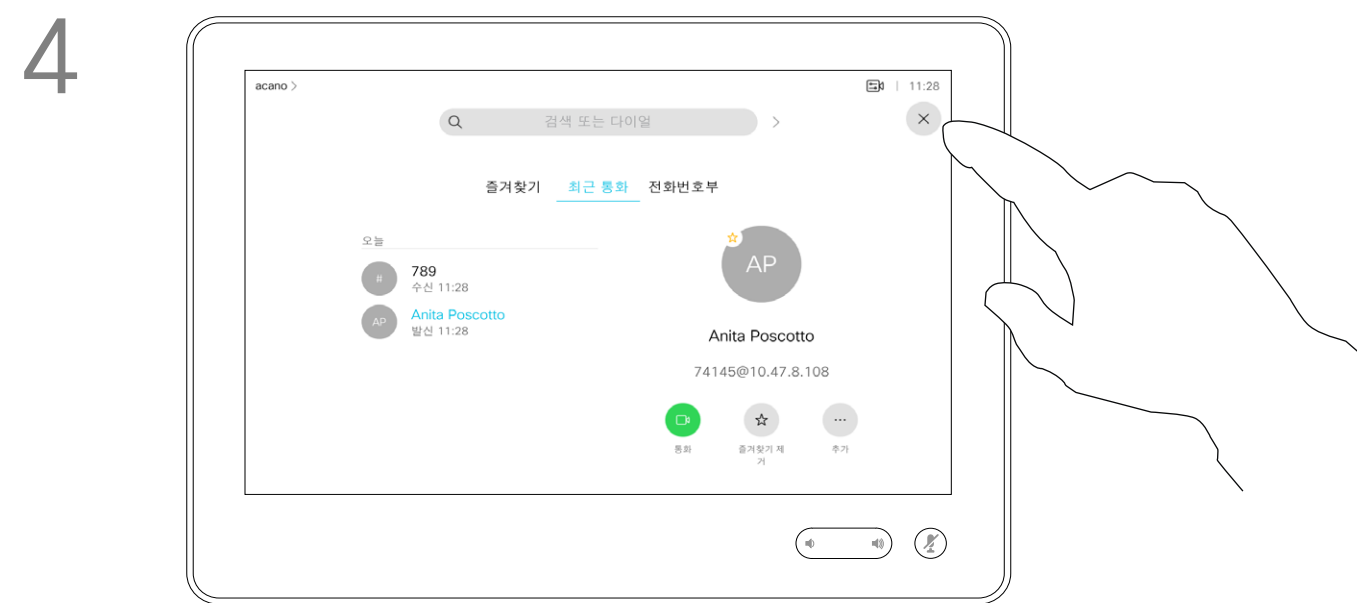 4
acano >
11:28
검색 또는 다이얼
즐겨찾기 최근 통화 전화번호부
오늘
#
789
수신 11:28
AP
Anita Poscotto
발신 11:28
AP
Anita Poscotto
74145@10.47.8.108
통화
즐겨찾기 제
거
추가